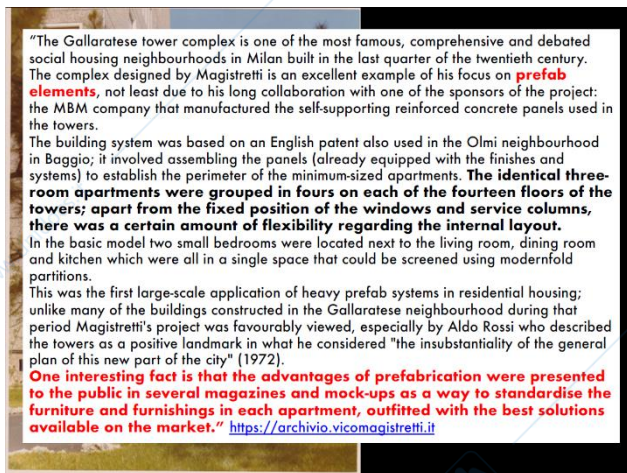 “The Gallaratese tower complex is one of the most famous, comprehensive and debated
social housing neighbourhoods in Milan built in the last quarter of the twentieth century.
The complex designed by Magistretti is an excellent example of his focus on prefab
elements, not least due to his long collaboration with one of the sponsors of the project:
the MBM company that manufactured the self-supporting reinforced concrete panels used in
the towers.
The building system was based on an English patent also used in the Olmi neighbourhood
in Baggio; it involved assembling the panels (already equipped with the finishes and
systems) to establish the perimeter of the minimum-sized apartments. The identical three-
room apartments were grouped in fours on each of the fourteen floors of the
towers; apart from the fixed position of the windows and service columns,
there was a certain amount of flexibility regarding the internal layout.
In the basic model two small bedrooms were located next to the living room, dining room
and kitchen which were all in a single space that could be screened using modernfold
partitions.
This was the first large-scale application of heavy prefab systems in residential housing;
unlike many of the buildings constructed in the Gallaratese neighbourhood during that
period Magistretti's project was favourably viewed, especially by Aldo Rossi who described
the towers as a positive landmark in what he considered "the insubstantiality of the general
plan of this new part of the city" (1972).
One interesting fact is that the advantages of prefabrication were presented
to the public in several magazines and mock-ups as a way to standardise the
furniture and furnishings in each apartment, outfitted with the best solutions
available on the market.” https://archivio.vicomagistretti.it